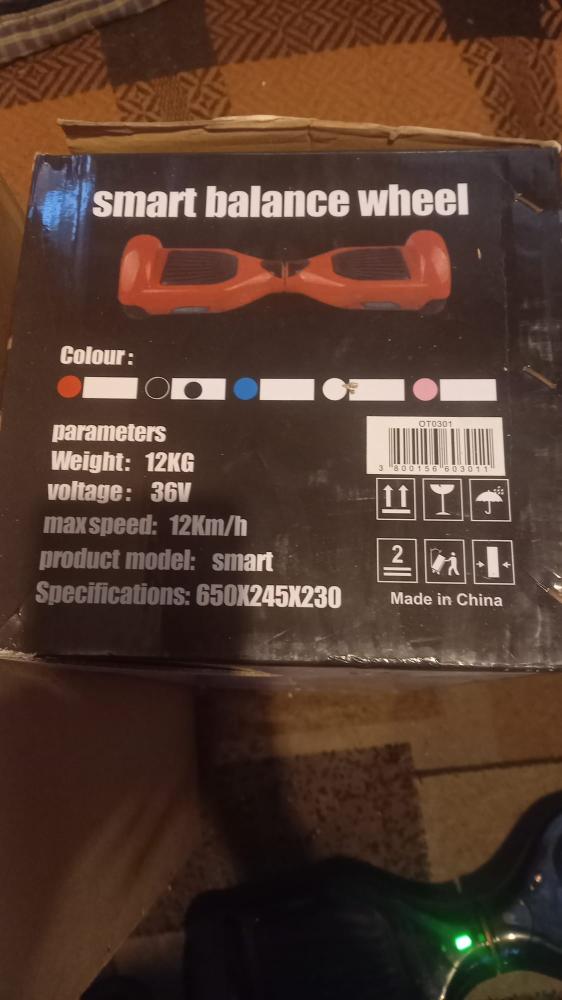 smart balance wheel
Colour:
parameters
Weight: 12KG
voltage: 36V
max speed: 12Km/h
product model: smart
Specifications: 650X245X230
OT0301
3 800156 603011
2
Made in China